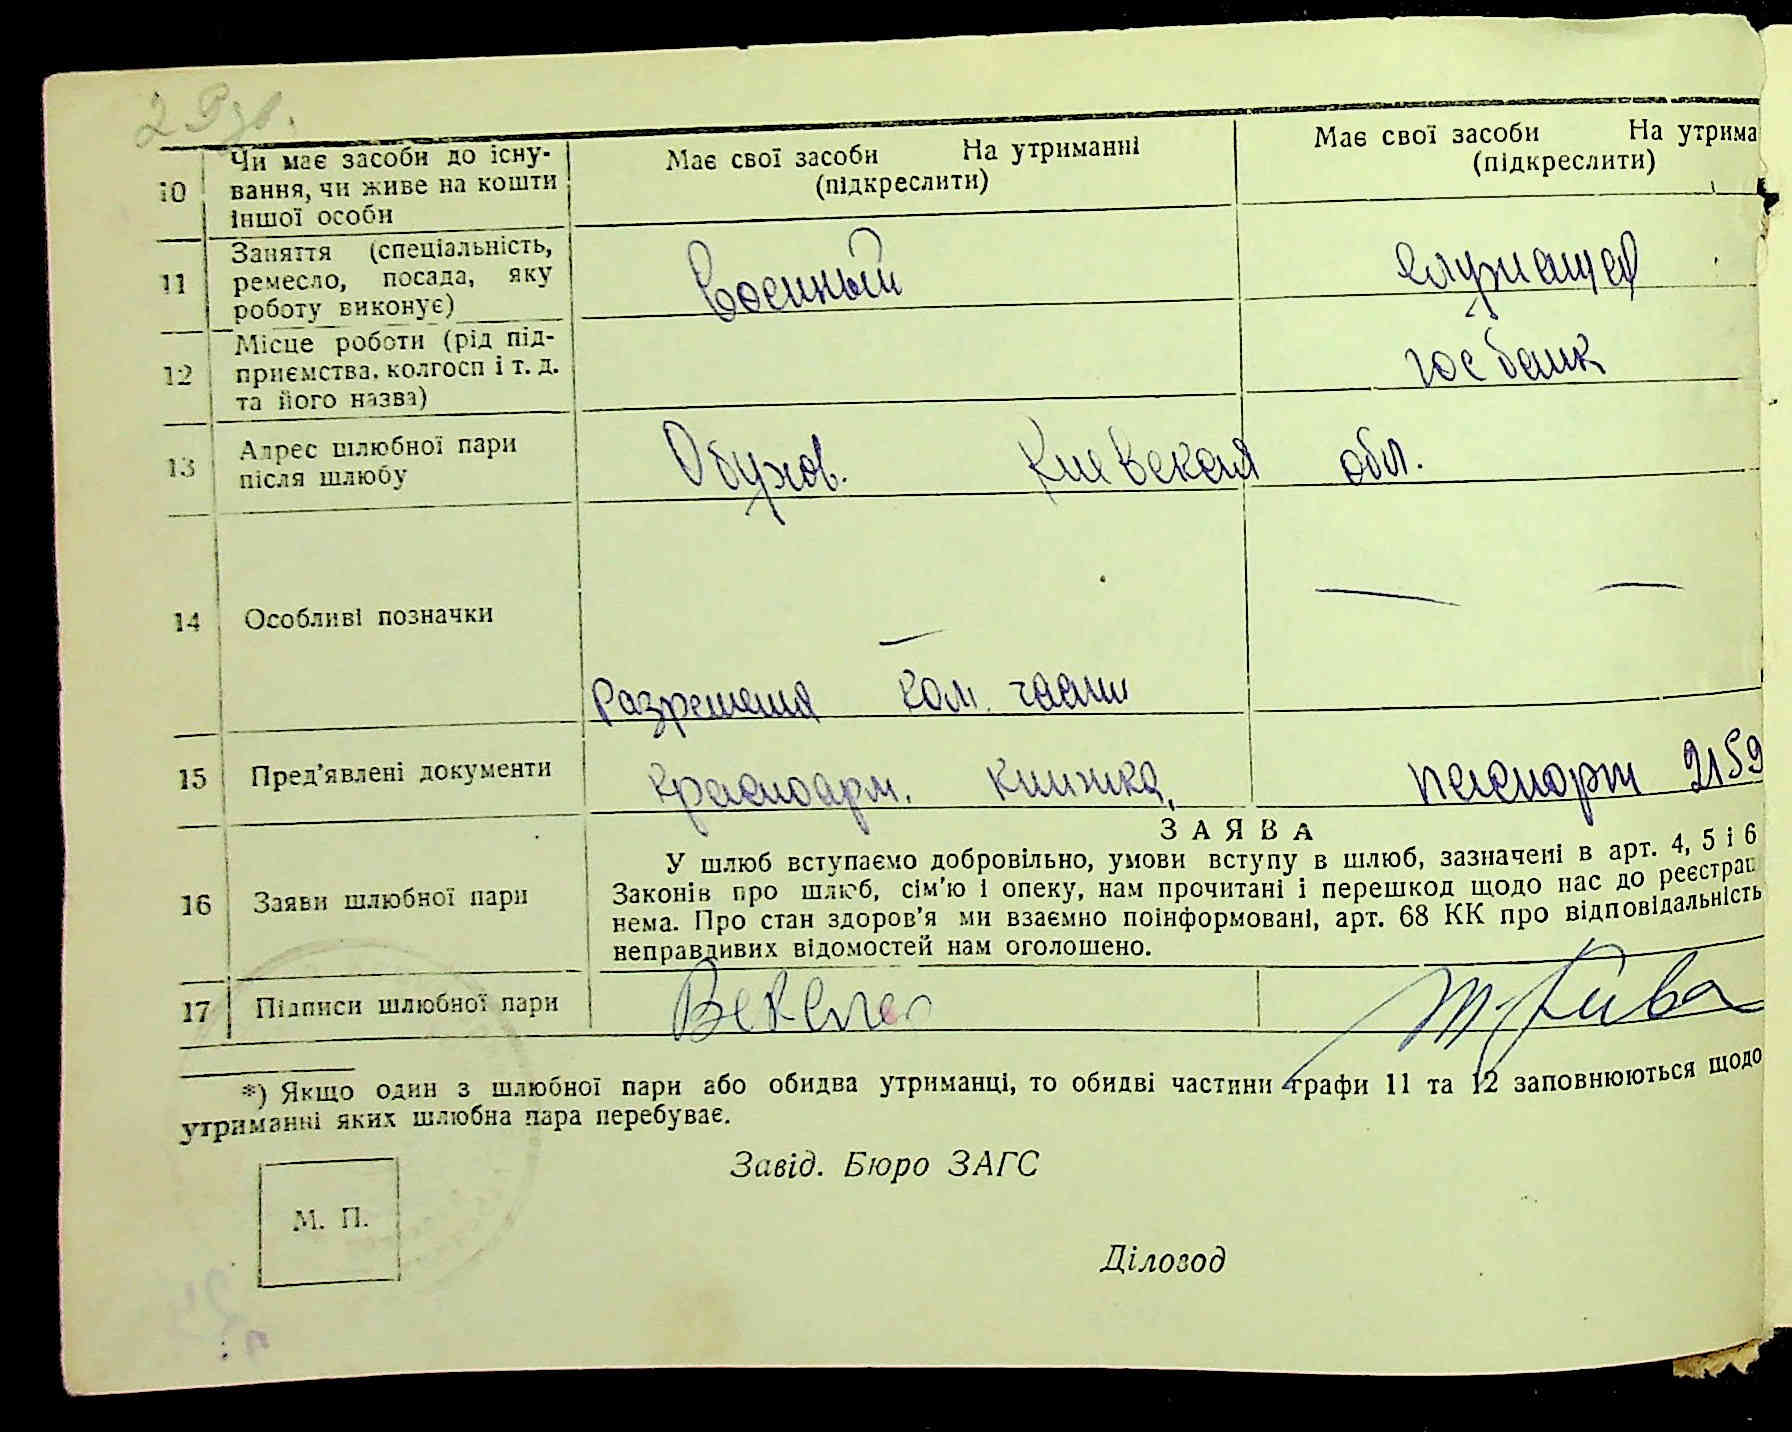 10 Чи має засоби до існу-
вання, чи живе на кошти
іншої особи
Має свої засоби На утриманні
(підкреслити)
Має свої засоби На утрима
(підкреслити)
11 Заняття (спеціальність,
ремесло, посада, яку
роботу виконує)
Военный
служащая
12 Місце роботи (рід під-
приємства, колгосп і т. д.
та його назва)
госбанк
13 Адрес шлюбної пари
після шлюбу
Обухов. Киевская обл.
14 Особливі позначки
Разрешения ком. части
15 Пред'явлені документи
красноарм. книжка,
паспорт 2159
16 Заяви шлюбної пари
ЗАЯВА
У шлюб вступаємо добровільно, умови вступу в шлюб, зазначені в арт. 4, 5 і 6
Законів про шлюб, сім'ю і опеку, нам прочитані і перешкод щодо нас до реєстрац
нема. Про стан здоров'я ми взаємно поінформовані, арт. 68 КК про відповідальність
неправдивих відомостей нам оголошено.
17 Підписи шлюбної пари
*) Якщо один з шлюбної пари або обидва утриманці, то обидві частини графи 11 та 12 заповнюються щодо
утриманні яких шлюбна пара перебуває.
Завід. Бюро ЗАГС
М. П.
Діловод